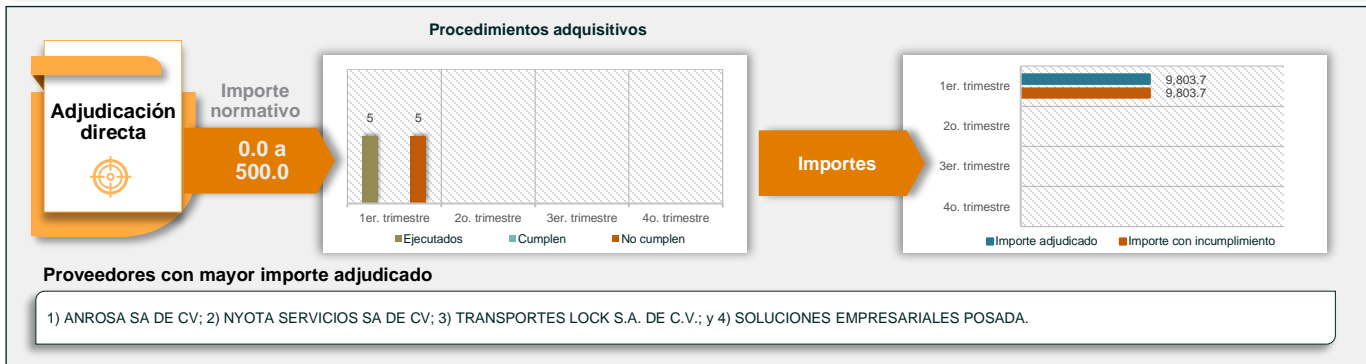 Procedimientos adquisitivos
Adjudicación
directa
Importe
normativo
0.0 a
500.0
5
5
1er. trimestre
2o. trimestre
3er. trimestre
4o. trimestre
Ejecutados
Cumplen
No cumplen
Importes
1er. trimestre
9,803.7
9,803.7
2o. trimestre
3er. trimestre
4o. trimestre
Importe adjudicado
Importe con incumplimiento
Proveedores con mayor importe adjudicado
1) ANROSA SA DE CV; 2) NYOTA SERVICIOS SA DE CV; 3) TRANSPORTES LOCK S.A. DE C.V.; y 4) SOLUCIONES EMPRESARIALES POSADA.